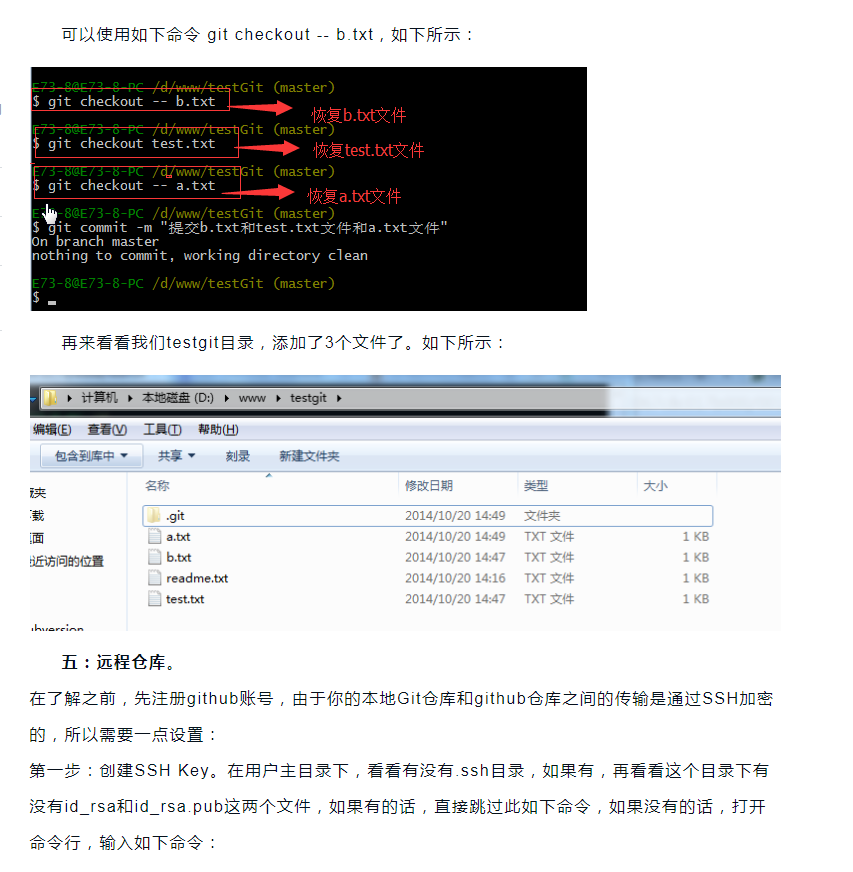 可以使用如下命令 git checkout -- b.txt，如下所示：
E73-8@E73-8-PC /d/www/testGit (master)
$ git checkout -- b.txt
恢复b.txt文件
E73-8@E73-8-PC /d/www/testGit (master)
$ git checkout test.txt
恢复test.txt文件
E73-8@E73-8-PC /d/www/testGit (master)
$ git checkout -- a.txt
恢复a.txt文件
E73-8@E73-8-PC /d/www/testGit (master)
$ git commit -m "提交b.txt和test.txt文件和a.txt文件"
On branch master
nothing to commit, working directory clean
E73-8@E73-8-PC /d/www/testGit (master)
$
再来看看我们testgit目录，添加了3个文件了。如下所示：
计算机 本地磁盘 (D:) www testgit
编辑(E) 查看(V) 工具(T) 帮助(H)
包含到库中 共享 刻录 新建文件夹
名称 修改日期 类型 大小
.git 2014/10/20 14:49 文件夹
a.txt 2014/10/20 14:49 TXT 文件 1 KB
b.txt 2014/10/20 14:47 TXT 文件 1 KB
近访问的位置
readme.txt 2014/10/20 14:16 TXT 文件 1 KB
test.txt 2014/10/20 14:47 TXT 文件 1 KB
五：远程仓库。
在了解之前，先注册github账号，由于你的本地Git仓库和github仓库之间的传输是通过SSH加密
的，所以需要一点设置：
第一步：创建SSH Key。在用户主目录下，看看有没有.ssh目录，如果有，再看看这个目录下有
没有id_rsa和id_rsa.pub这两个文件，如果有的话，直接跳过此如下命令，如果没有的话，打开
命令行，输入如下命令：